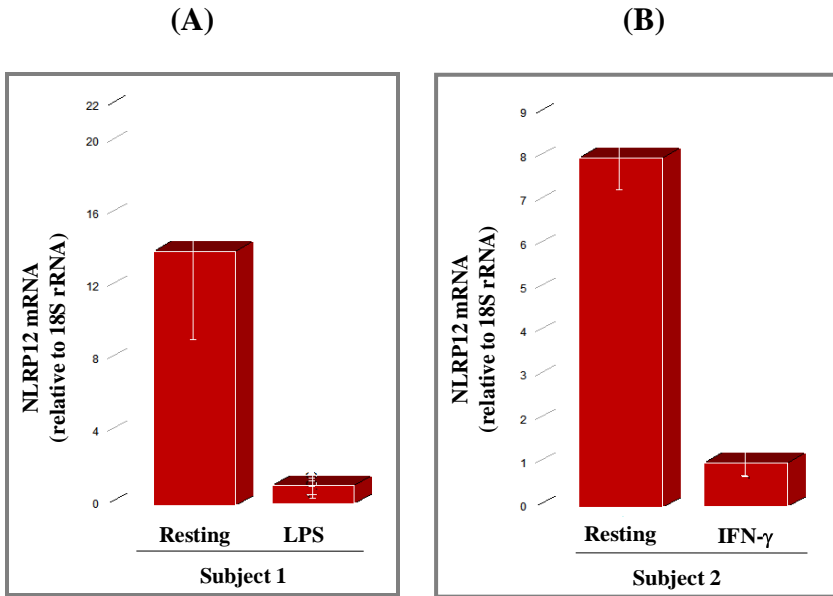 (A)
(B)
NLRP12 mRNA
(relative to 18S rRNA)
22
20
16
12
8
4
0
Resting
LPS
Subject 1
NLRP12 mRNA
(relative to 18S rRNA)
9
8
7
6
5
4
3
2
1
0
Resting
IFN-γ
Subject 2